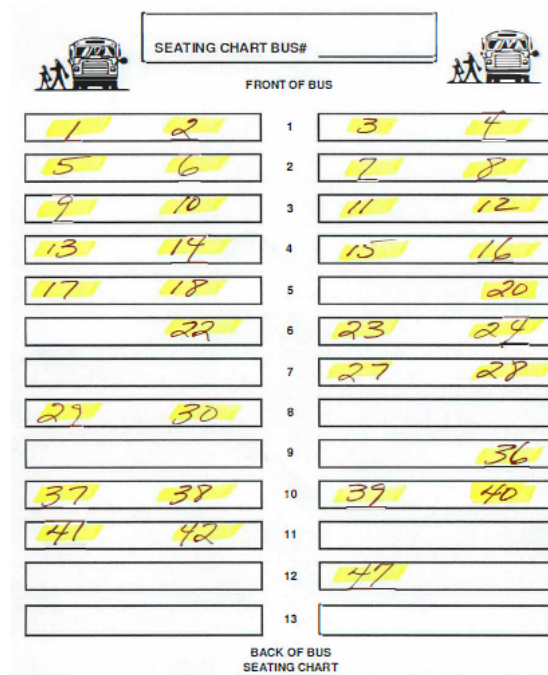 SEATING CHART BUS#
FRONT OF BUS
1 2 1 3 4
5 6 2 7 8
9 10 3 11 12
13 14 4 15 16
17 18 5 20
22 6 23 24
7 27 28
29 30 8
9 36
37 38 10 39 40
41 42 11
12 47
13
BACK OF BUS
SEATING CHART